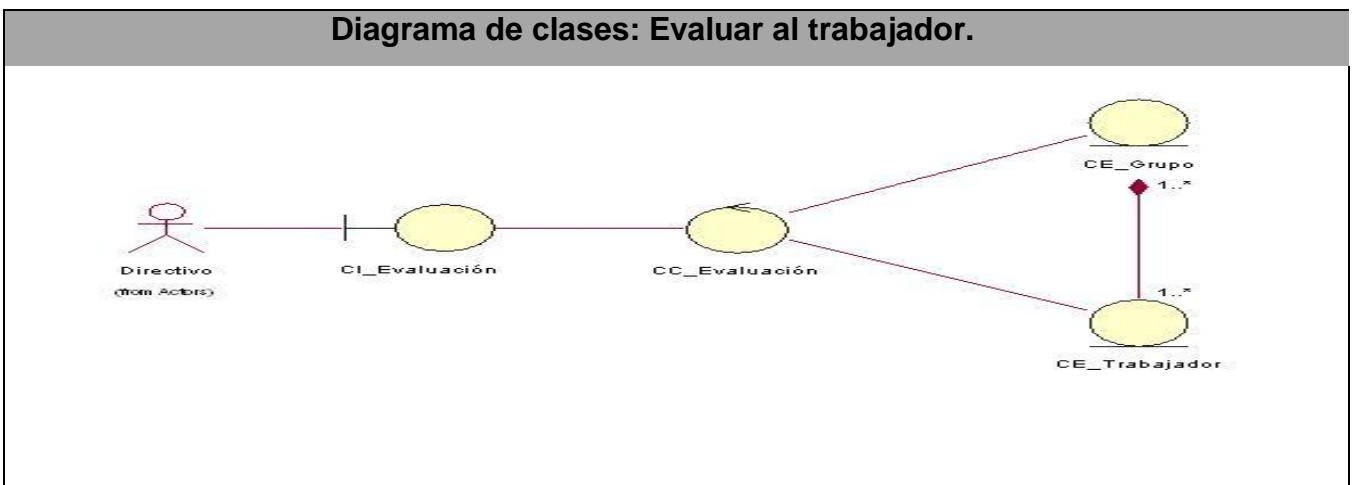 Diagrama de clases: Evaluar al trabajador.
CE_Grupo
1..*
Directivo
(from Actors)
CI_Evaluación
CC_Evaluación
1..*
CE_Trabajador